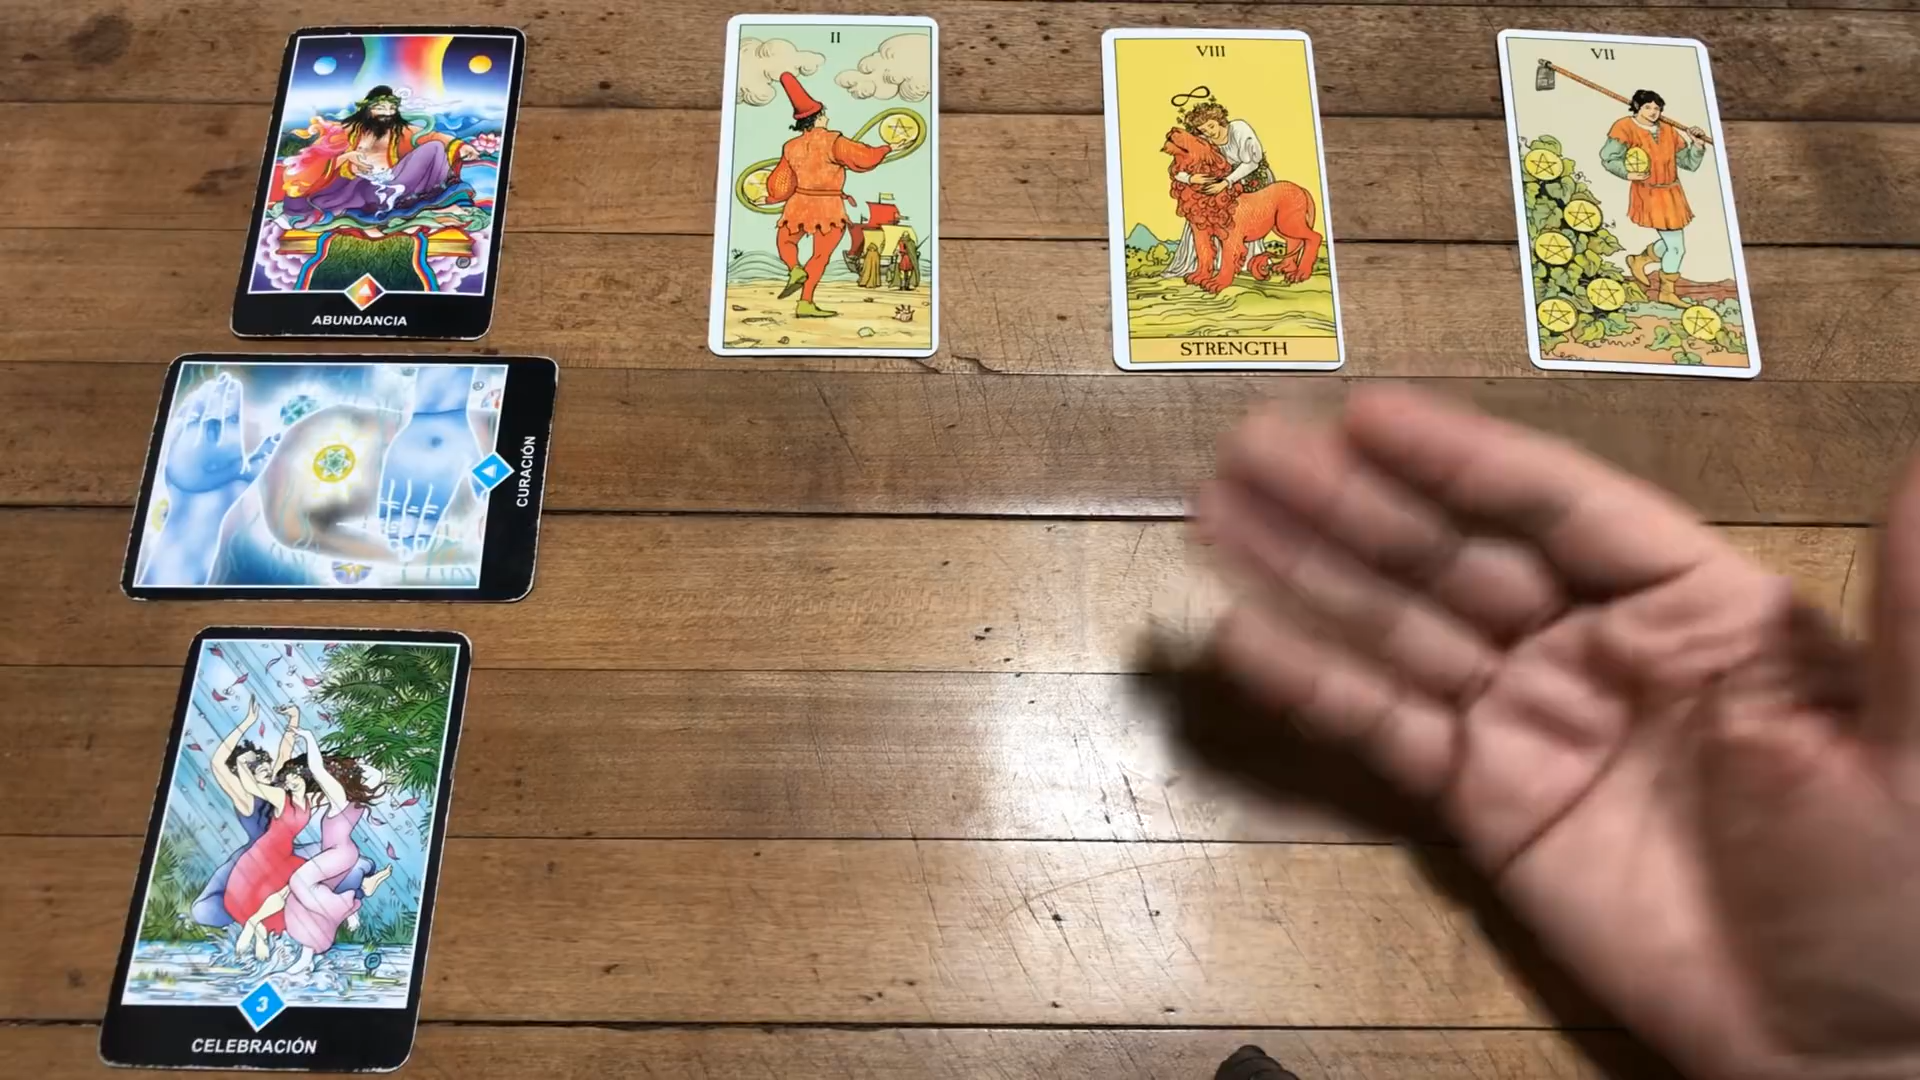 ABUNDANCIA
II
VIII
STRENGTH
VII
CURACIÓN
3
CELEBRACIÓN